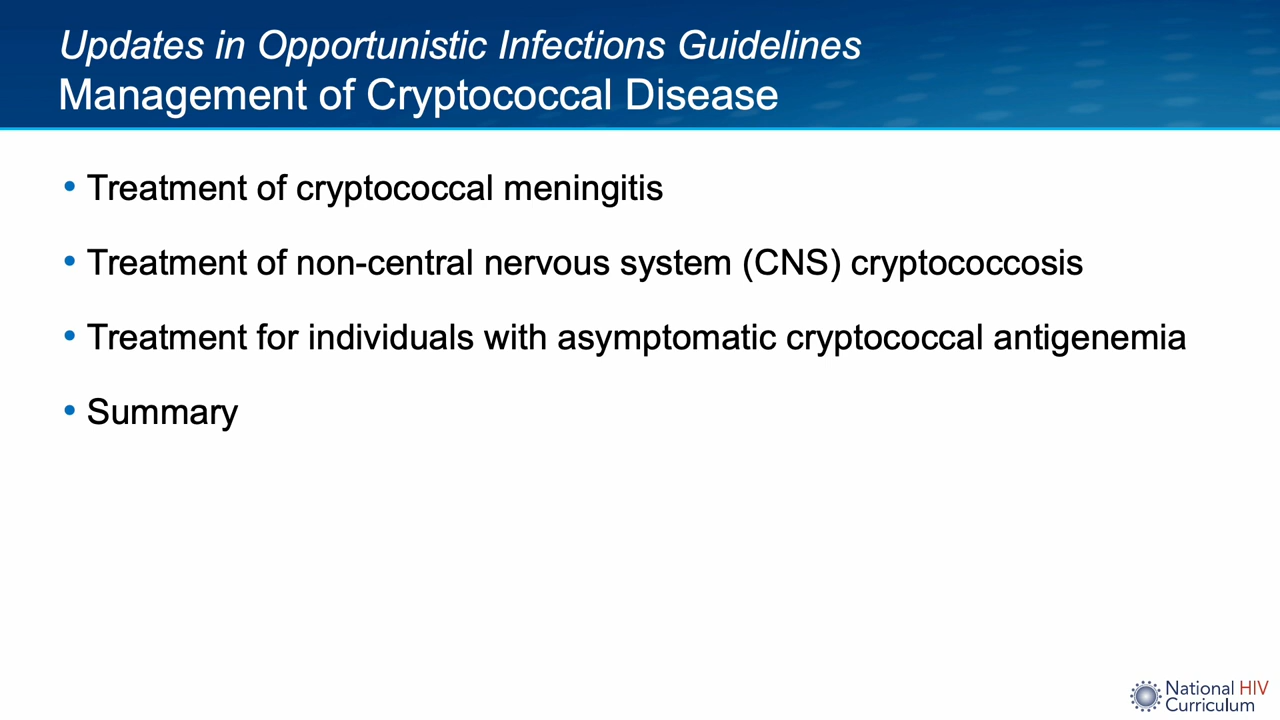 Updates in Opportunistic Infections Guidelines
Management of Cryptococcal Disease
• Treatment of cryptococcal meningitis
• Treatment of non-central nervous system (CNS) cryptococcosis
• Treatment for individuals with asymptomatic cryptococcal antigenemia
• Summary
National HIV
Curriculum